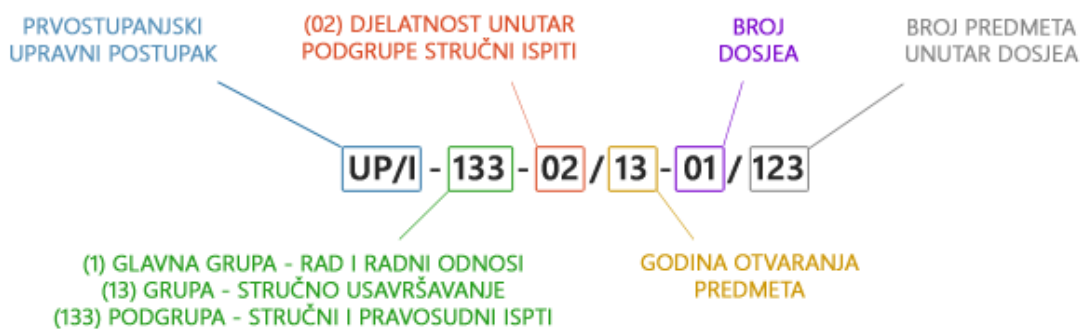 PRVOSTUPANJSKI
UPRAVNI POSTUPAK
(02) DJELATNOST UNUTAR
PODGRUPE STRUČNI ISPITI
BROJ
DOSJEA
BROJ PREDMETA
UNUTAR DOSJEA
UP/I - 133 - 02 / 13 - 01 / 123
(1) GLAVNA GRUPA - RAD I RADNI ODNOSI
(13) GRUPA - STRUČNO USAVRŠAVANJE
(133) PODGRUPA - STRUČNI I PRAVOSUDNI ISPTI
GODINA OTVARANJA
PREDMETA